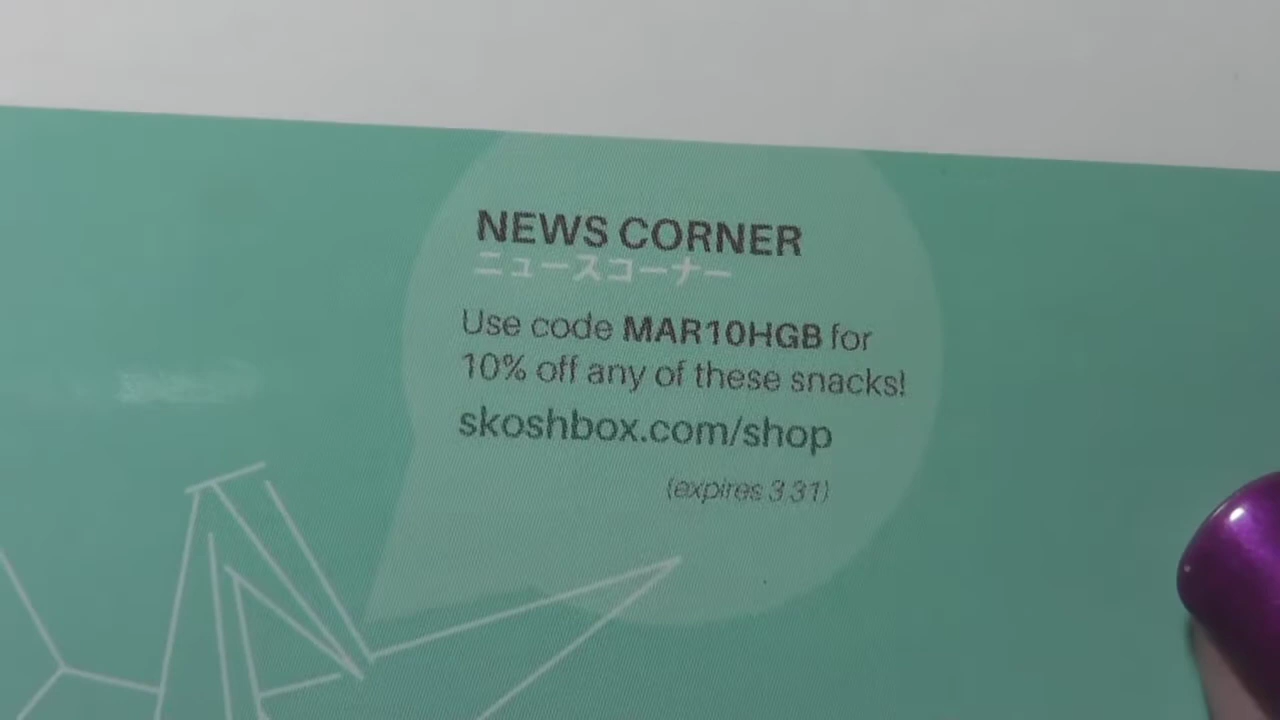 NEWS CORNER
ニュースコーナー
Use code MAR10HGB for
10% off any of these snacks!
skoshbox.com/shop
(expires 3.31)